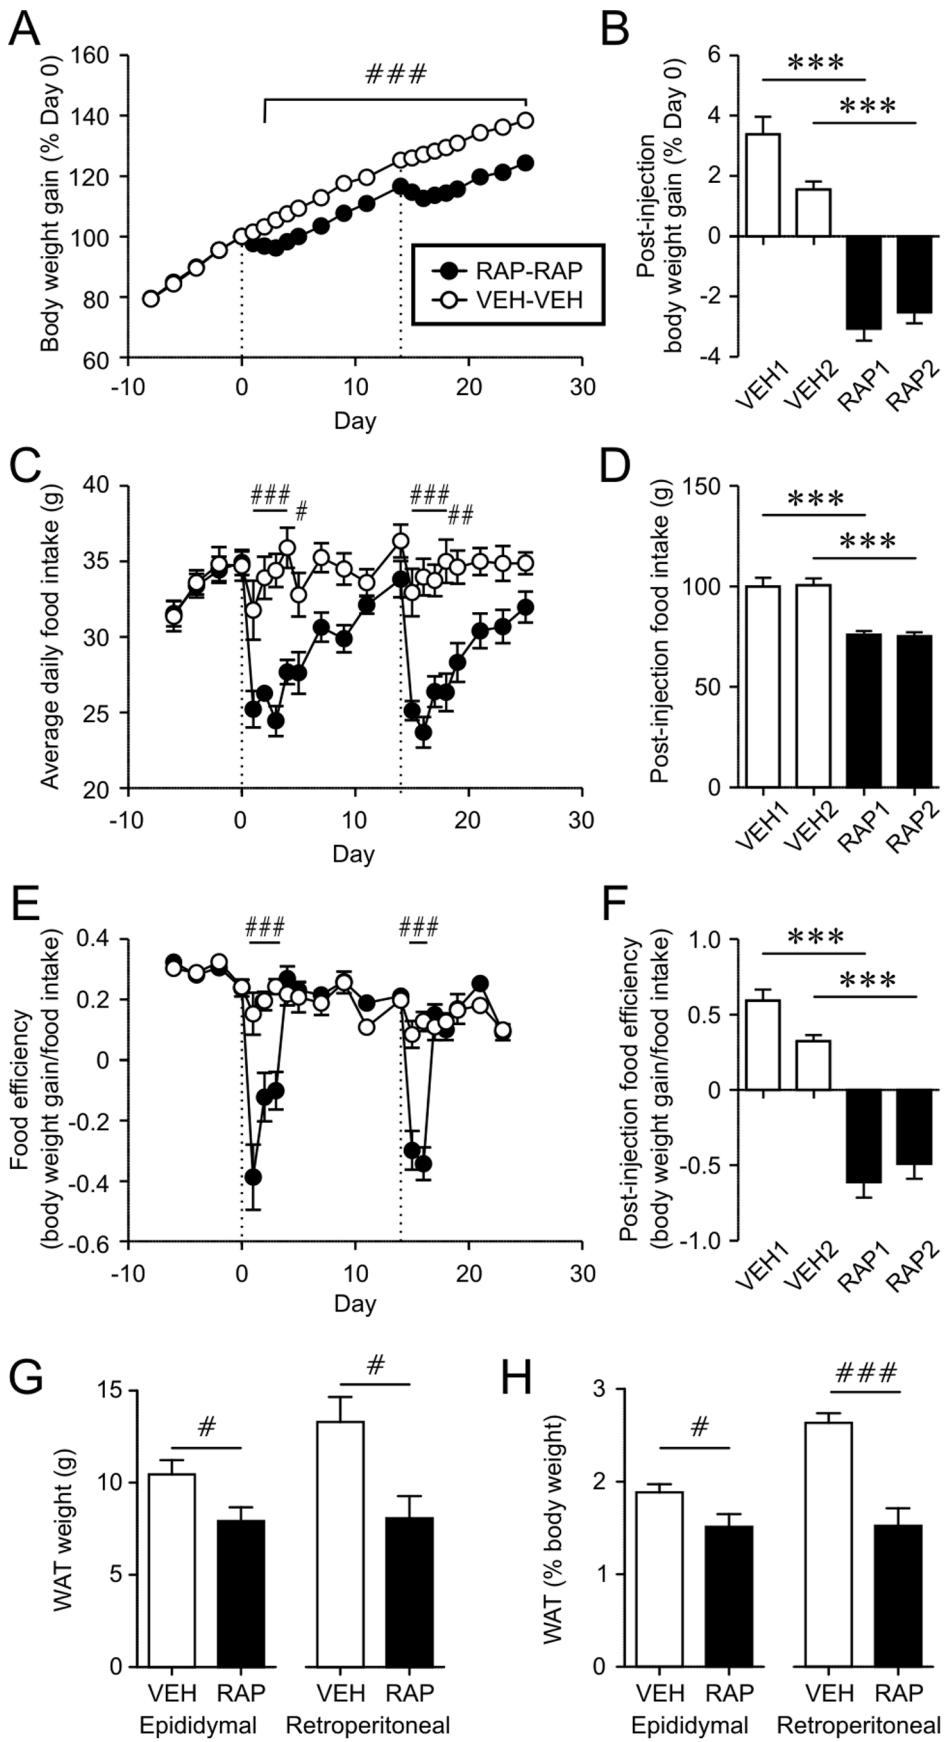 A
Body weight gain (% Day 0)
160
140
120
100
80
60
###
RAP-RAP
VEH-VEH
-10 0 10 20 30
Day
B
Post-injection
body weight gain (% Day 0)
6
4
2
0
-2
-4
***
***
VEH1 VEH2 RAP1 RAP2
C
Average daily food intake (g)
40
35
30
25
20
### # ### ##
-10 0 10 20 30
Day
D
Post-injection food intake (g)
150
100
50
0
***
***
VEH1 VEH2 RAP1 RAP2
E
Food efficiency
(body weight gain/food intake)
0.4
0.2
0
-0.2
-0.4
-0.6
### ###
-10 0 10 20 30
Day
F
Post-injection food efficiency
(body weight gain/food intake)
1.0
0.5
0
-0.5
-1.0
***
***
VEH1 VEH2 RAP1 RAP2
G
WAT weight (g)
15
10
5
0
# #
VEH RAP VEH RAP
Epididymal Retroperitoneal
H
WAT (% body weight)
3
2
1
0
# ###
VEH RAP VEH RAP
Epididymal Retroperitoneal